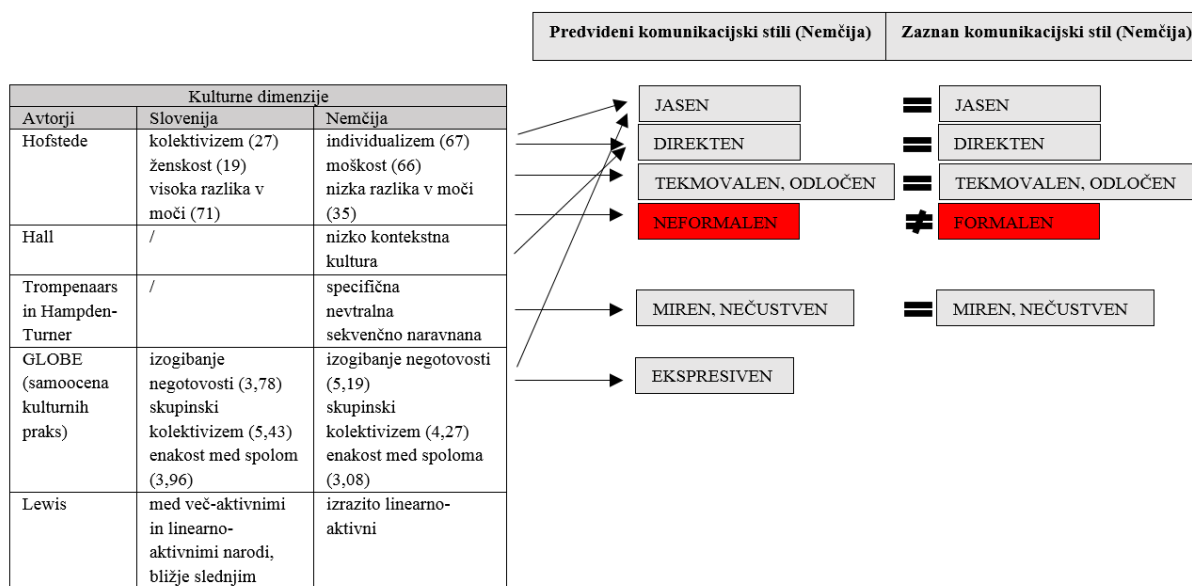 Predvideni komunikacijski stili (Nemčija)
Zaznan komunikacijski stil (Nemčija)
Kulturne dimenzije
Avtorji
Slovenija
Nemčija
Hofstede
kolektivizem (27)
ženskost (19)
visoka razlika v
moči (71)
individualizem (67)
moškost (66)
nizka razlika v moči
(35)
Hall
/
nizko kontekstna
kultura
Trompenaars
in Hampden-
Turner
/
specifična
nevtralna
sekvenčno naravnana
GLOBE
(samoocena
kulturnih
praks)
izogibanje
negotovosti (3,78)
skupinski
kolektivizem (5,43)
enakost med spolom
(3,96)
izogibanje negotovosti
(5,19)
skupinski
kolektivizem (4,27)
enakost med spoloma
(3,08)
Lewis
med več-aktivnimi
in linearno-
aktivnimi narodi,
bližje slednjim
izrazito linearno-
aktivni
JASEN = JASEN
DIREKTEN = DIREKTEN
TEKMOVALEN, ODLOČEN = TEKMOVALEN, ODLOČEN
NEFORMALEN ≠ FORMALEN
MIREN, NEČUSTVEN = MIREN, NEČUSTVEN
EKSPRESIVEN